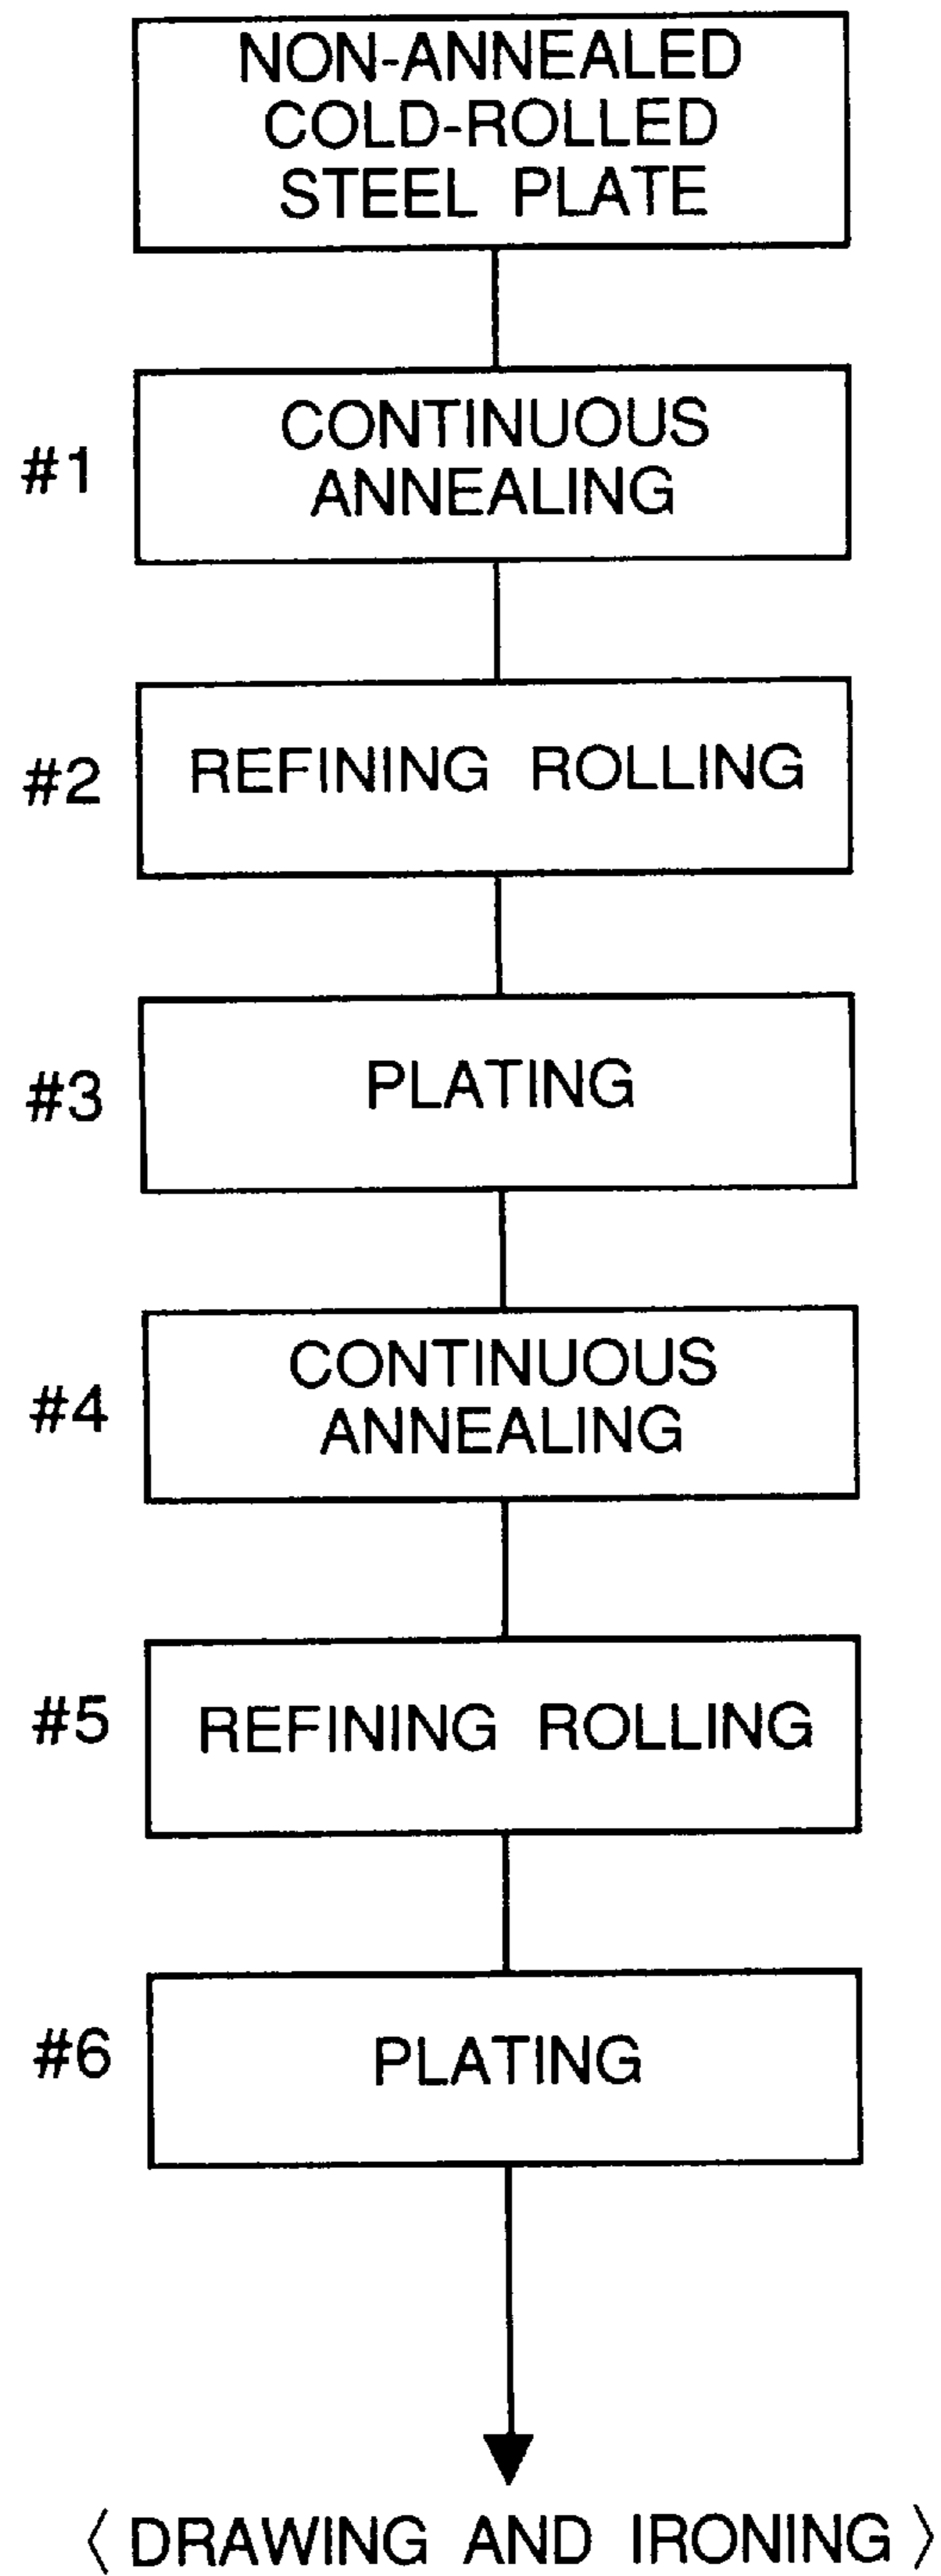 NON-ANNEALED
COLD-ROLLED
STEEL PLATE
#1
CONTINUOUS
ANNEALING
#2
REFINING ROLLING
#3
PLATING
#4
CONTINUOUS
ANNEALING
#5
REFINING ROLLING
#6
PLATING
〈 DRAWING AND IRONING 〉